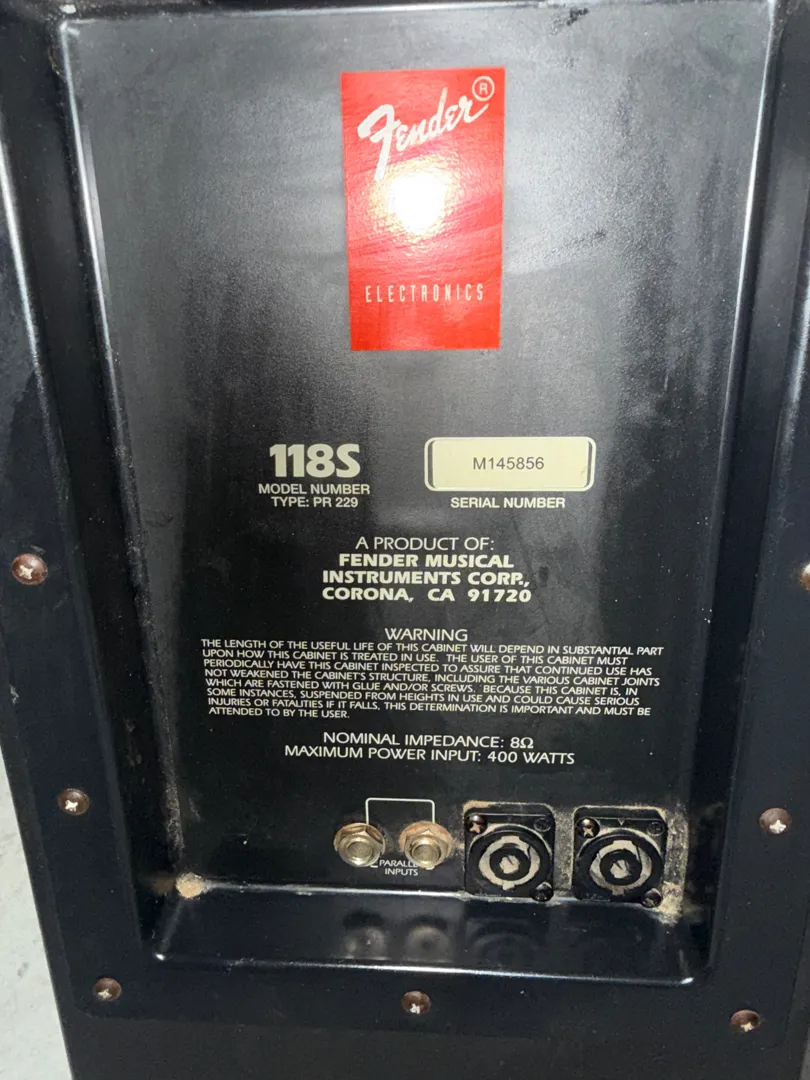 Fender®
ELECTRONICS
118S
MODEL NUMBER
TYPE: PR 229
M145856
SERIAL NUMBER
A PRODUCT OF:
FENDER MUSICAL
INSTRUMENTS CORP.,
CORONA, CA 91720
WARNING
THE LENGTH OF THE USEFUL LIFE OF THIS CABINET WILL DEPEND IN SUBSTANTIAL PART
UPON HOW THIS CABINET IS TREATED IN USE. THE USER OF THIS CABINET MUST
PERIODICALLY HAVE THIS CABINET INSPECTED TO ASSURE THAT CONTINUED USE HAS
NOT WEAKENED THE CABINET'S STRUCTURE, INCLUDING THE VARIOUS CABINET JOINTS
WHICH ARE FASTENED WITH GLUE AND/OR SCREWS. BECAUSE THIS CABINET IS, IN
SOME INSTANCES, SUSPENDED FROM HEIGHTS IN USE AND COULD CAUSE SERIOUS
INJURIES OR FATALITIES IF IT FALLS, THIS DETERMINATION IS IMPORTANT AND MUST BE
ATTENDED TO BY THE USER.
NOMINAL IMPEDANCE: 8Ω
MAXIMUM POWER INPUT: 400 WATTS
PARALLEL
INPUTS